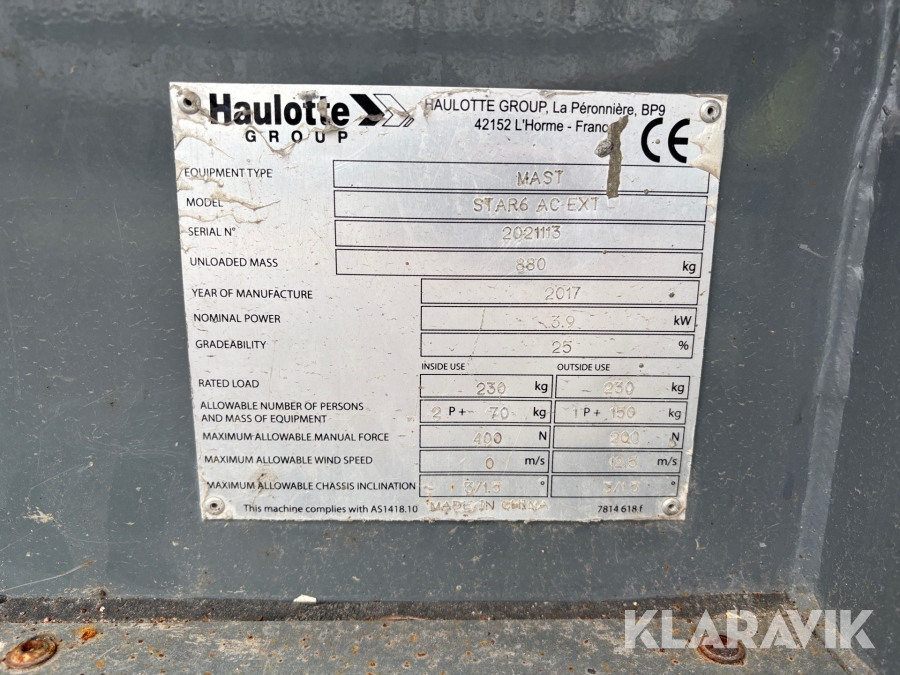 Haulotte
GROUP
HAULOTTE GROUP, La Péronnière, BP9
42152 L'Horme - France
CE
EQUIPMENT TYPE MAST
MODEL STAR6 AC EXT
SERIAL N° 2021113
UNLOADED MASS 880 kg
YEAR OF MANUFACTURE 2017
NOMINAL POWER 3.9 kW
GRADEABILITY 25 %
INSIDE USE OUTSIDE USE
RATED LOAD 230 kg 230 kg
ALLOWABLE NUMBER OF PERSONS
AND MASS OF EQUIPMENT 2 P + 70 kg 1 P + 150 kg
MAXIMUM ALLOWABLE MANUAL FORCE 400 N 200 N
MAXIMUM ALLOWABLE WIND SPEED 0 m/s 12.5 m/s
MAXIMUM ALLOWABLE CHASSIS INCLINATION ° °
This machine complies with AS1418.10 MADE IN CHINA 7814 618 f
KLARAVIK